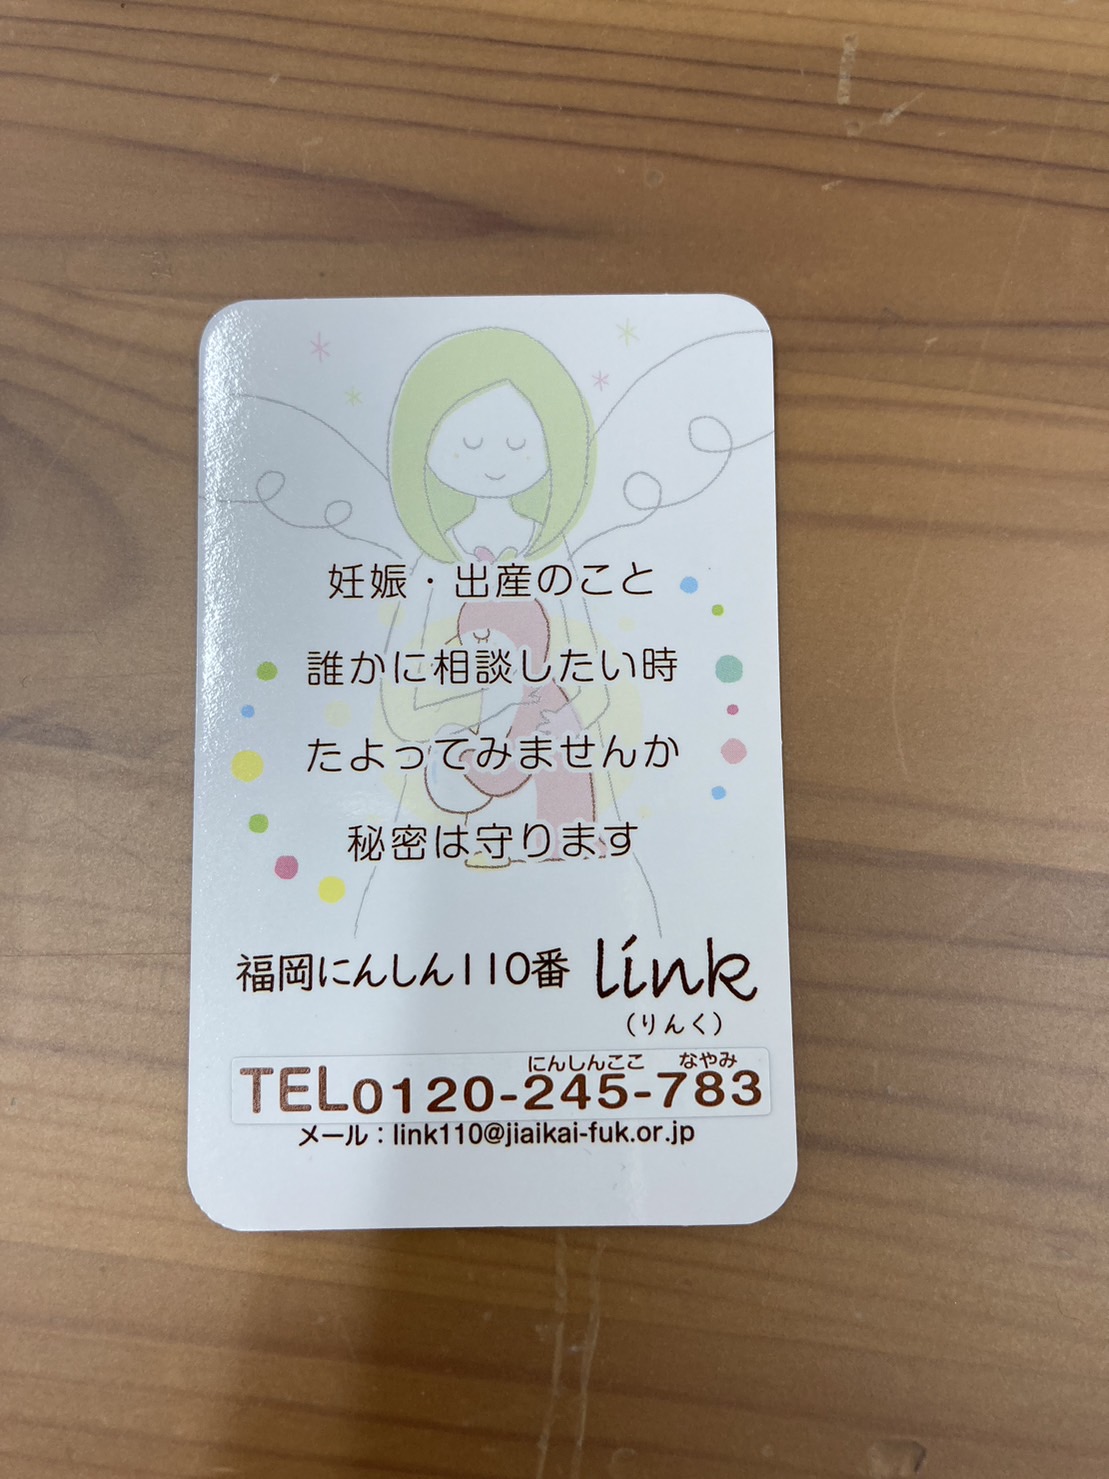 妊娠・出産のこと
誰かに相談したい時
たよってみませんか
秘密は守ります
福岡にんしん110番 link
(りんく)
にんしんここ なやみ
TEL0120-245-783
メール:link110@jiaikai-fuk.or.jp